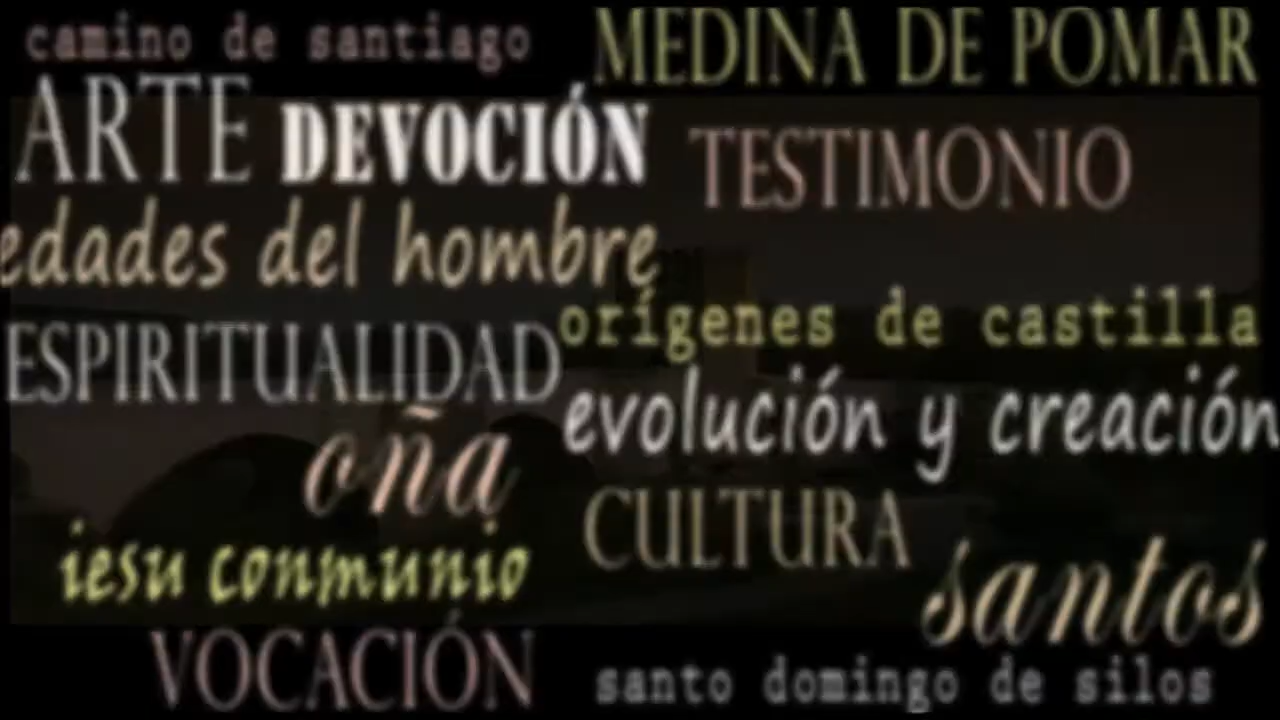 camino de santiago
MEDINA DE POMAR
ARTE DEVOCIÓN
TESTIMONIO
edades del hombre
orígenes de castilla
ESPIRITUALIDAD
evolución y creación
oña
CULTURA
iesu conmunio
santos
VOCACIÓN
santo domingo de silos